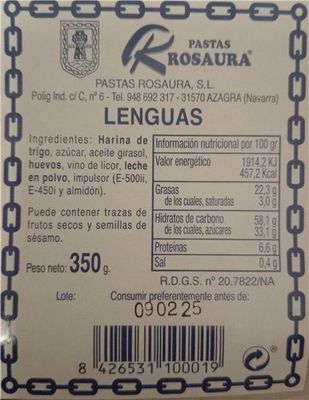 PASTAS
ROSAURA®
PASTAS ROSAURA, S.L.
Polig Ind. c/ C, nº 6 - Tel. 948 692 317 - 31570 AZAGRA (Navarra)
LENGUAS
Ingredientes: Harina de
trigo, azúcar, aceite girasol,
huevos, vino de licor, leche
en polvo, impulsor (E-500ii,
E-450i y almidón).
Puede contener trazas de
frutos secos y semillas de
sésamo.
Peso neto: 350 g.
Información nutricional por 100 gr
Valor energético 1914,2 KJ
457,2 kcal
Grasas 22,3 g
de los cuales, saturadas 3,0 g
Hidratos de carbono 58,1 g
de los cuales, azúcares 33,1 g
Proteínas 6,6 g
Sal 0,4 g
R.D.G.S. nº 20.7822/NA
Lote: Consumir preferentemente antes de:
090225
8 426531 100019